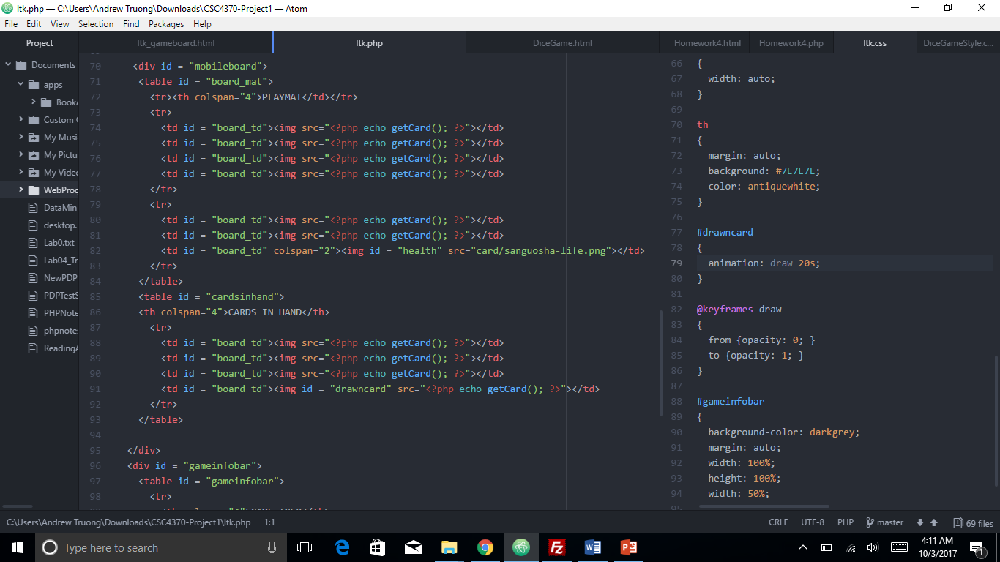 ltk.php — C:\Users\Andrew Truong\Downloads\CSC4370-Project1 — Atom
File Edit View Selection Find Packages Help
Project
Documents
apps
BookA
Custom
My Musi
My Pictu
My Video
WebProg
DataMini
desktop.i
Lab0.txt
Lab04_Tr
NewPDP
PDPTestS
PHPNote
phpnotes
ReadingA
ltk_gameboard.html ltk.php DiceGame.html
70 <div id = "mobileboard">
71 <table id = "board_mat">
72 <tr><th colspan="4">PLAYMAT</td></tr>
73 <tr>
74 <td id = "board_td"><img src="<?php echo getCard(); ?>"></td>
75 <td id = "board_td"><img src="<?php echo getCard(); ?>"></td>
76 <td id = "board_td"><img src="<?php echo getCard(); ?>"></td>
77 <td id = "board_td"><img src="<?php echo getCard(); ?>"></td>
78 </tr>
79 <tr>
80 <td id = "board_td"><img src="<?php echo getCard(); ?>"></td>
81 <td id = "board_td"><img src="<?php echo getCard(); ?>"></td>
82 <td id = "board_td" colspan="2"><img id = "health" src="card/sanguosha-life.png"></td>
83 </tr>
84 </table>
85 <table id = "cardsinhand">
86 <th colspan="4">CARDS IN HAND</th>
87 <tr>
88 <td id = "board_td"><img src="<?php echo getCard(); ?>"></td>
89 <td id = "board_td"><img src="<?php echo getCard(); ?>"></td>
90 <td id = "board_td"><img src="<?php echo getCard(); ?>"></td>
91 <td id = "board_td"><img id = "drawncard" src="<?php echo getCard(); ?>"></td>
92 </tr>
93 </table>
94
95 </div>
96 <div id = "gameinfobar">
97 <table id = "gameinfobar">
98 <tr>
Homework4.html Homework4.php ltk.css DiceGameStyle.c...
66 {
67 width: auto;
68 }
69
70 th
71 {
72 margin: auto;
73 background: #7E7E7E;
74 color: antiquewhite;
75 }
76
77 #drawncard
78 {
79 animation: draw 20s;
80 }
81
82 @keyframes draw
83 {
84 from {opacity: 0; }
85 to {opacity: 1; }
86 }
87
88 #gameinfobar
89 {
90 background-color: darkgrey;
91 margin: auto;
92 width: 100%;
93 height: 100%;
94 width: 50%;
95
C:\Users\Andrew Truong\Downloads\CSC4370-Project1\ltk.php 1:1 CRLF UTF-8 PHP master 69 files
Type here to search
4:11 AM
10/3/2017
1